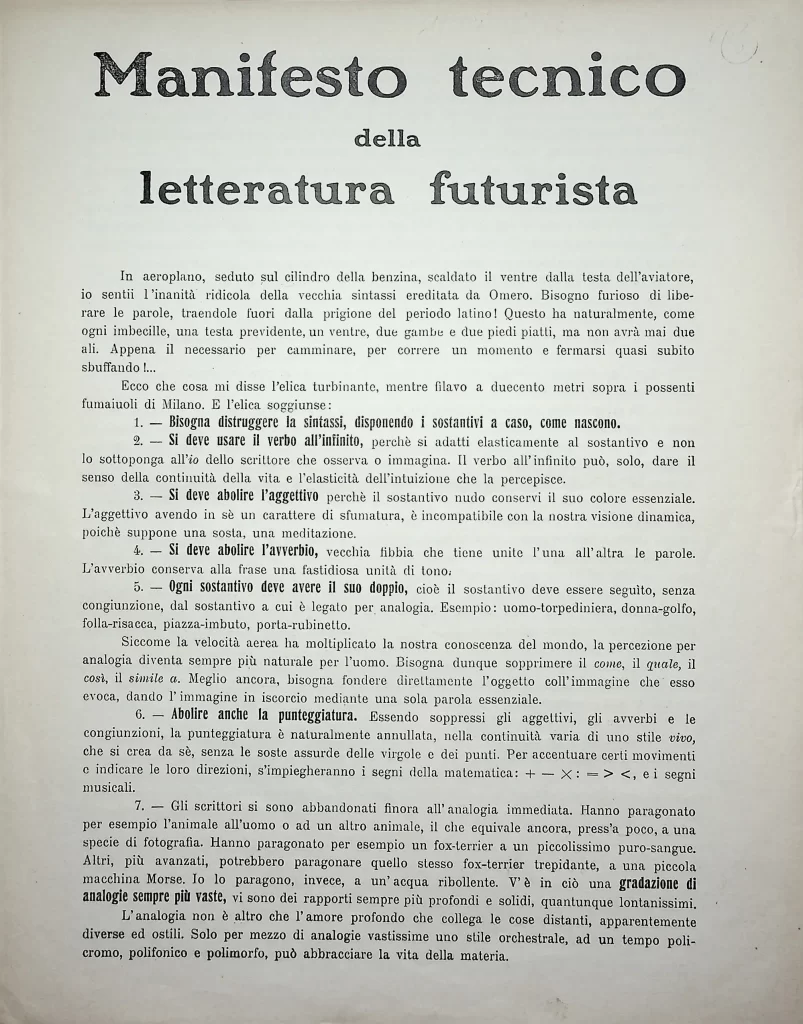 Manifesto tecnico
della
letteratura futurista
In aeroplano, seduto sul cilindro della benzina, scaldato il ventre dalla testa dell'aviatore,
io sentii l'inanità ridicola della vecchia sintassi ereditata da Omero. Bisogno furioso di libe-
rare le parole, traendole fuori dalla prigione del periodo latino! Questo ha naturalmente, come
ogni imbecille, una testa previdente, un ventre, due gambe e due piedi piatti, ma non avrà mai due
ali. Appena il necessario per camminare, per correre un momento e fermarsi quasi subito
sbuffando!...
Ecco che cosa mi disse l'elica turbinante, mentre filavo a duecento metri sopra i possenti
fumaiuoli di Milano. E l'elica soggiunse:
1. — Bisogna distruggere la sintassi, disponendo i sostantivi a caso, come nascono.
2. — Si deve usare il verbo all'infinito, perchè si adatti elasticamente al sostantivo e non
lo sottoponga all'io dello scrittore che osserva o immagina. Il verbo all'infinito può, solo, dare il
senso della continuità della vita e l'elasticità dell'intuizione che la percepisce.
3. — Si deve abolire l'aggettivo perchè il sostantivo nudo conservi il suo colore essenziale.
L'aggettivo avendo in sè un carattere di sfumatura, è incompatibile con la nostra visione dinamica,
poichè suppone una sosta, una meditazione.
4. — Si deve abolire l'avverbio, vecchia fibbia che tiene unite l'una all'altra le parole.
L'avverbio conserva alla frase una fastidiosa unità di tono.
5. — Ogni sostantivo deve avere il suo doppio, cioè il sostantivo deve essere seguìto, senza
congiunzione, dal sostantivo a cui è legato per analogia. Esempio: uomo-torpediniera, donna-golfo,
folla-risacca, piazza-imbuto, porta-rubinetto.
Siccome la velocità aerea ha moltiplicato la nostra conoscenza del mondo, la percezione per
analogia diventa sempre più naturale per l'uomo. Bisogna dunque sopprimere il come, il quale, il
così, il simile a. Meglio ancora, bisogna fondere direttamente l'oggetto coll'immagine che esso
evoca, dando l'immagine in iscorcio mediante una sola parola essenziale.
6. — Abolire anche la punteggiatura. Essendo soppressi gli aggettivi, gli avverbi e le
congiunzioni, la punteggiatura è naturalmente annullata, nella continuità varia di uno stile vivo,
che si crea da sè, senza le soste assurde delle virgole e dei punti. Per accentuare certi movimenti
e indicare le loro direzioni, s'impiegheranno i segni della matematica: + — × : = > <, e i segni
musicali.
7. — Gli scrittori si sono abbandonati finora all'analogia immediata. Hanno paragonato
per esempio l'animale all'uomo o ad un altro animale, il che equivale ancora, press'a poco, a una
specie di fotografia. Hanno paragonato per esempio un fox-terrier a un piccolissimo puro-sangue.
Altri, più avanzati, potrebbero paragonare quello stesso fox-terrier trepidante, a una piccola
macchina Morse. Io lo paragono, invece, a un'acqua ribollente. V'è in ciò una gradazione di
analogie sempre più vaste, vi sono dei rapporti sempre più profondi e solidi, quantunque lontanissimi.
L'analogia non è altro che l'amore profondo che collega le cose distanti, apparentemente
diverse ed ostili. Solo per mezzo di analogie vastissime uno stile orchestrale, ad un tempo poli-
cromo, polifonico e polimorfo, può abbracciare la vita della materia.